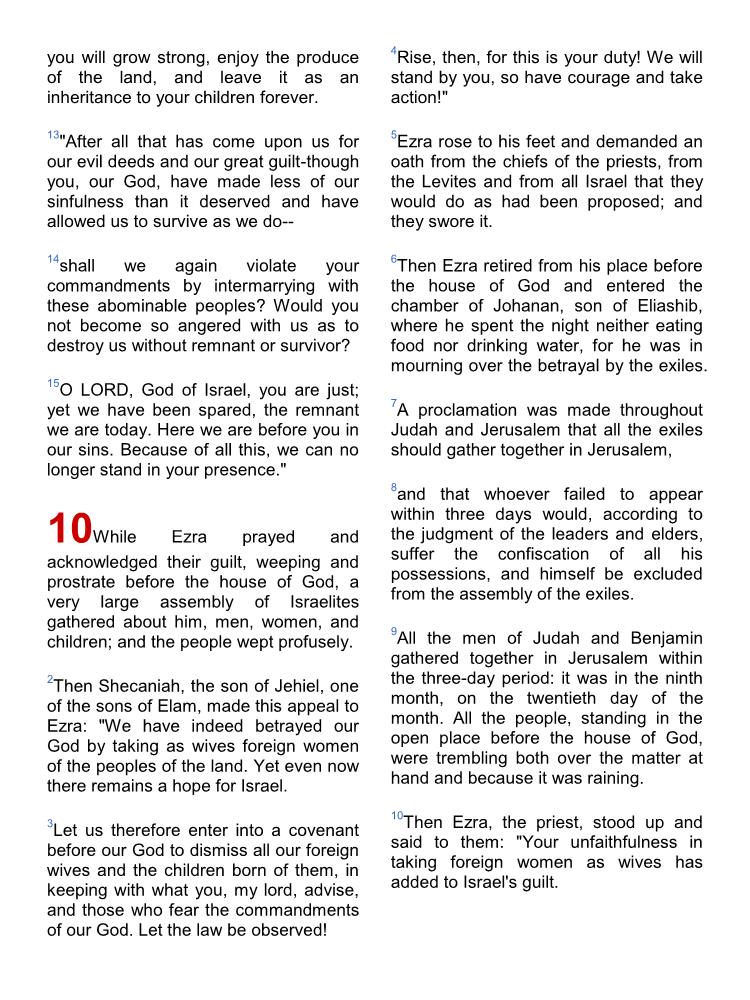 you will grow strong, enjoy the produce
of the land, and leave it as an
inheritance to your children forever.
13"After all that has come upon us for
our evil deeds and our great guilt-though
you, our God, have made less of our
sinfulness than it deserved and have
allowed us to survive as we do--
14shall we again violate your
commandments by intermarrying with
these abominable peoples? Would you
not become so angered with us as to
destroy us without remnant or survivor?
15O LORD, God of Israel, you are just;
yet we have been spared, the remnant
we are today. Here we are before you in
our sins. Because of all this, we can no
longer stand in your presence."
10While Ezra prayed and
acknowledged their guilt, weeping and
prostrate before the house of God, a
very large assembly of Israelites
gathered about him, men, women, and
children; and the people wept profusely.
2Then Shecaniah, the son of Jehiel, one
of the sons of Elam, made this appeal to
Ezra: "We have indeed betrayed our
God by taking as wives foreign women
of the peoples of the land. Yet even now
there remains a hope for Israel.
3Let us therefore enter into a covenant
before our God to dismiss all our foreign
wives and the children born of them, in
keeping with what you, my lord, advise,
and those who fear the commandments
of our God. Let the law be observed!
4Rise, then, for this is your duty! We will
stand by you, so have courage and take
action!"
5Ezra rose to his feet and demanded an
oath from the chiefs of the priests, from
the Levites and from all Israel that they
would do as had been proposed; and
they swore it.
6Then Ezra retired from his place before
the house of God and entered the
chamber of Johanan, son of Eliashib,
where he spent the night neither eating
food nor drinking water, for he was in
mourning over the betrayal by the exiles.
7A proclamation was made throughout
Judah and Jerusalem that all the exiles
should gather together in Jerusalem,
8and that whoever failed to appear
within three days would, according to
the judgment of the leaders and elders,
suffer the confiscation of all his
possessions, and himself be excluded
from the assembly of the exiles.
9All the men of Judah and Benjamin
gathered together in Jerusalem within
the three-day period: it was in the ninth
month, on the twentieth day of the
month. All the people, standing in the
open place before the house of God,
were trembling both over the matter at
hand and because it was raining.
10Then Ezra, the priest, stood up and
said to them: "Your unfaithfulness in
taking foreign women as wives has
added to Israel's guilt.